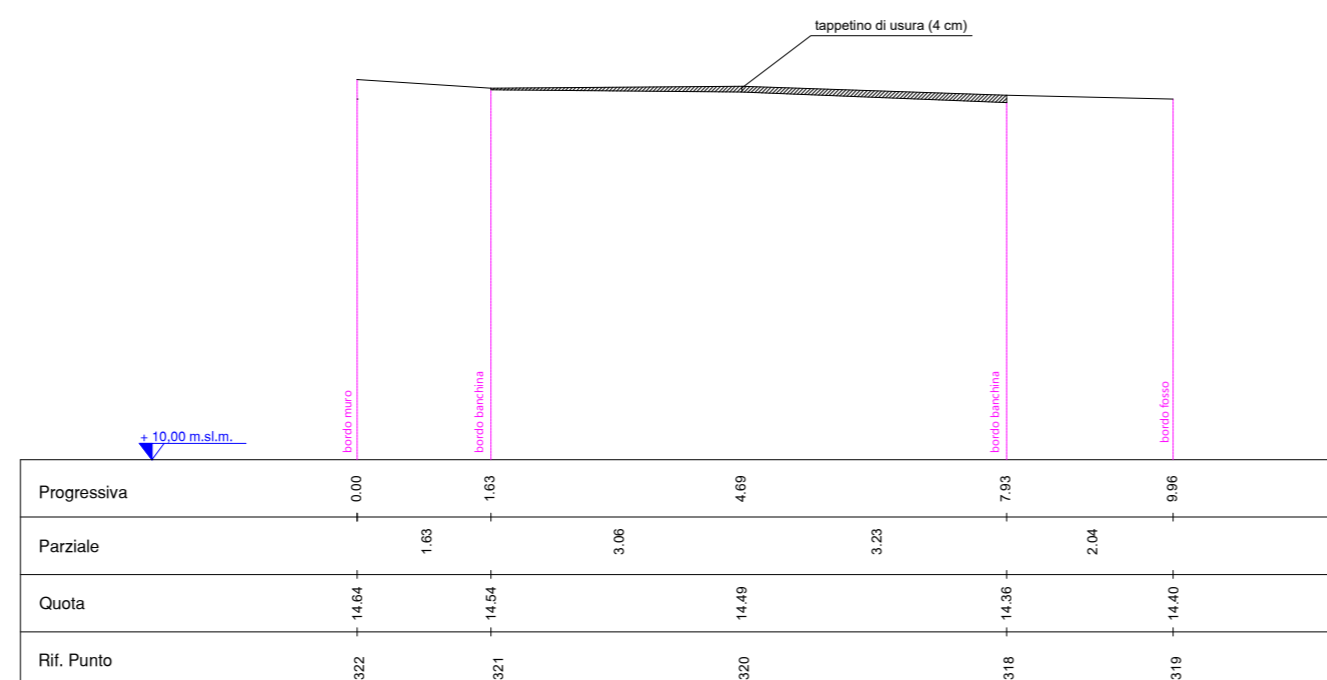 tappetino di usura (4 cm)
bordo muro
bordo banchina
bordo banchina
bordo fosso
+ 10,00 m.sl.m.
Progressiva 0.00 1.63 4.69 7.93 9.96
Parziale 1.63 3.06 3.23 2.04
Quota 14.64 14.54 14.49 14.36 14.40
Rif. Punto 322 321 320 318 319